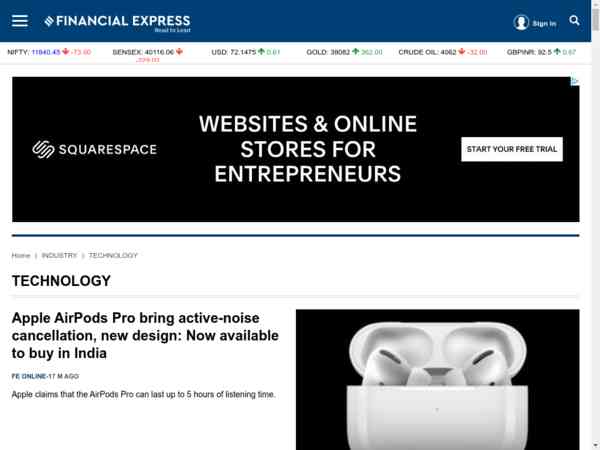 FINANCIAL EXPRESS
Read to Lead
Sign In
NIFTY: 11840.45 -73.00 SENSEX: 40116.06 USD: 72.1475 0.61 GOLD: 38082 362.00 CRUDE OIL: 4062 -32.00 GBPINR: 92.5 0.67
SQUARESPACE
WEBSITES & ONLINE
STORES FOR
ENTREPRENEURS
START YOUR FREE TRIAL
Home | INDUSTRY | TECHNOLOGY
TECHNOLOGY
Apple AirPods Pro bring active-noise
cancellation, new design: Now available
to buy in India
FE ONLINE-17 M AGO
Apple claims that the AirPods Pro can last up to 5 hours of listening time.